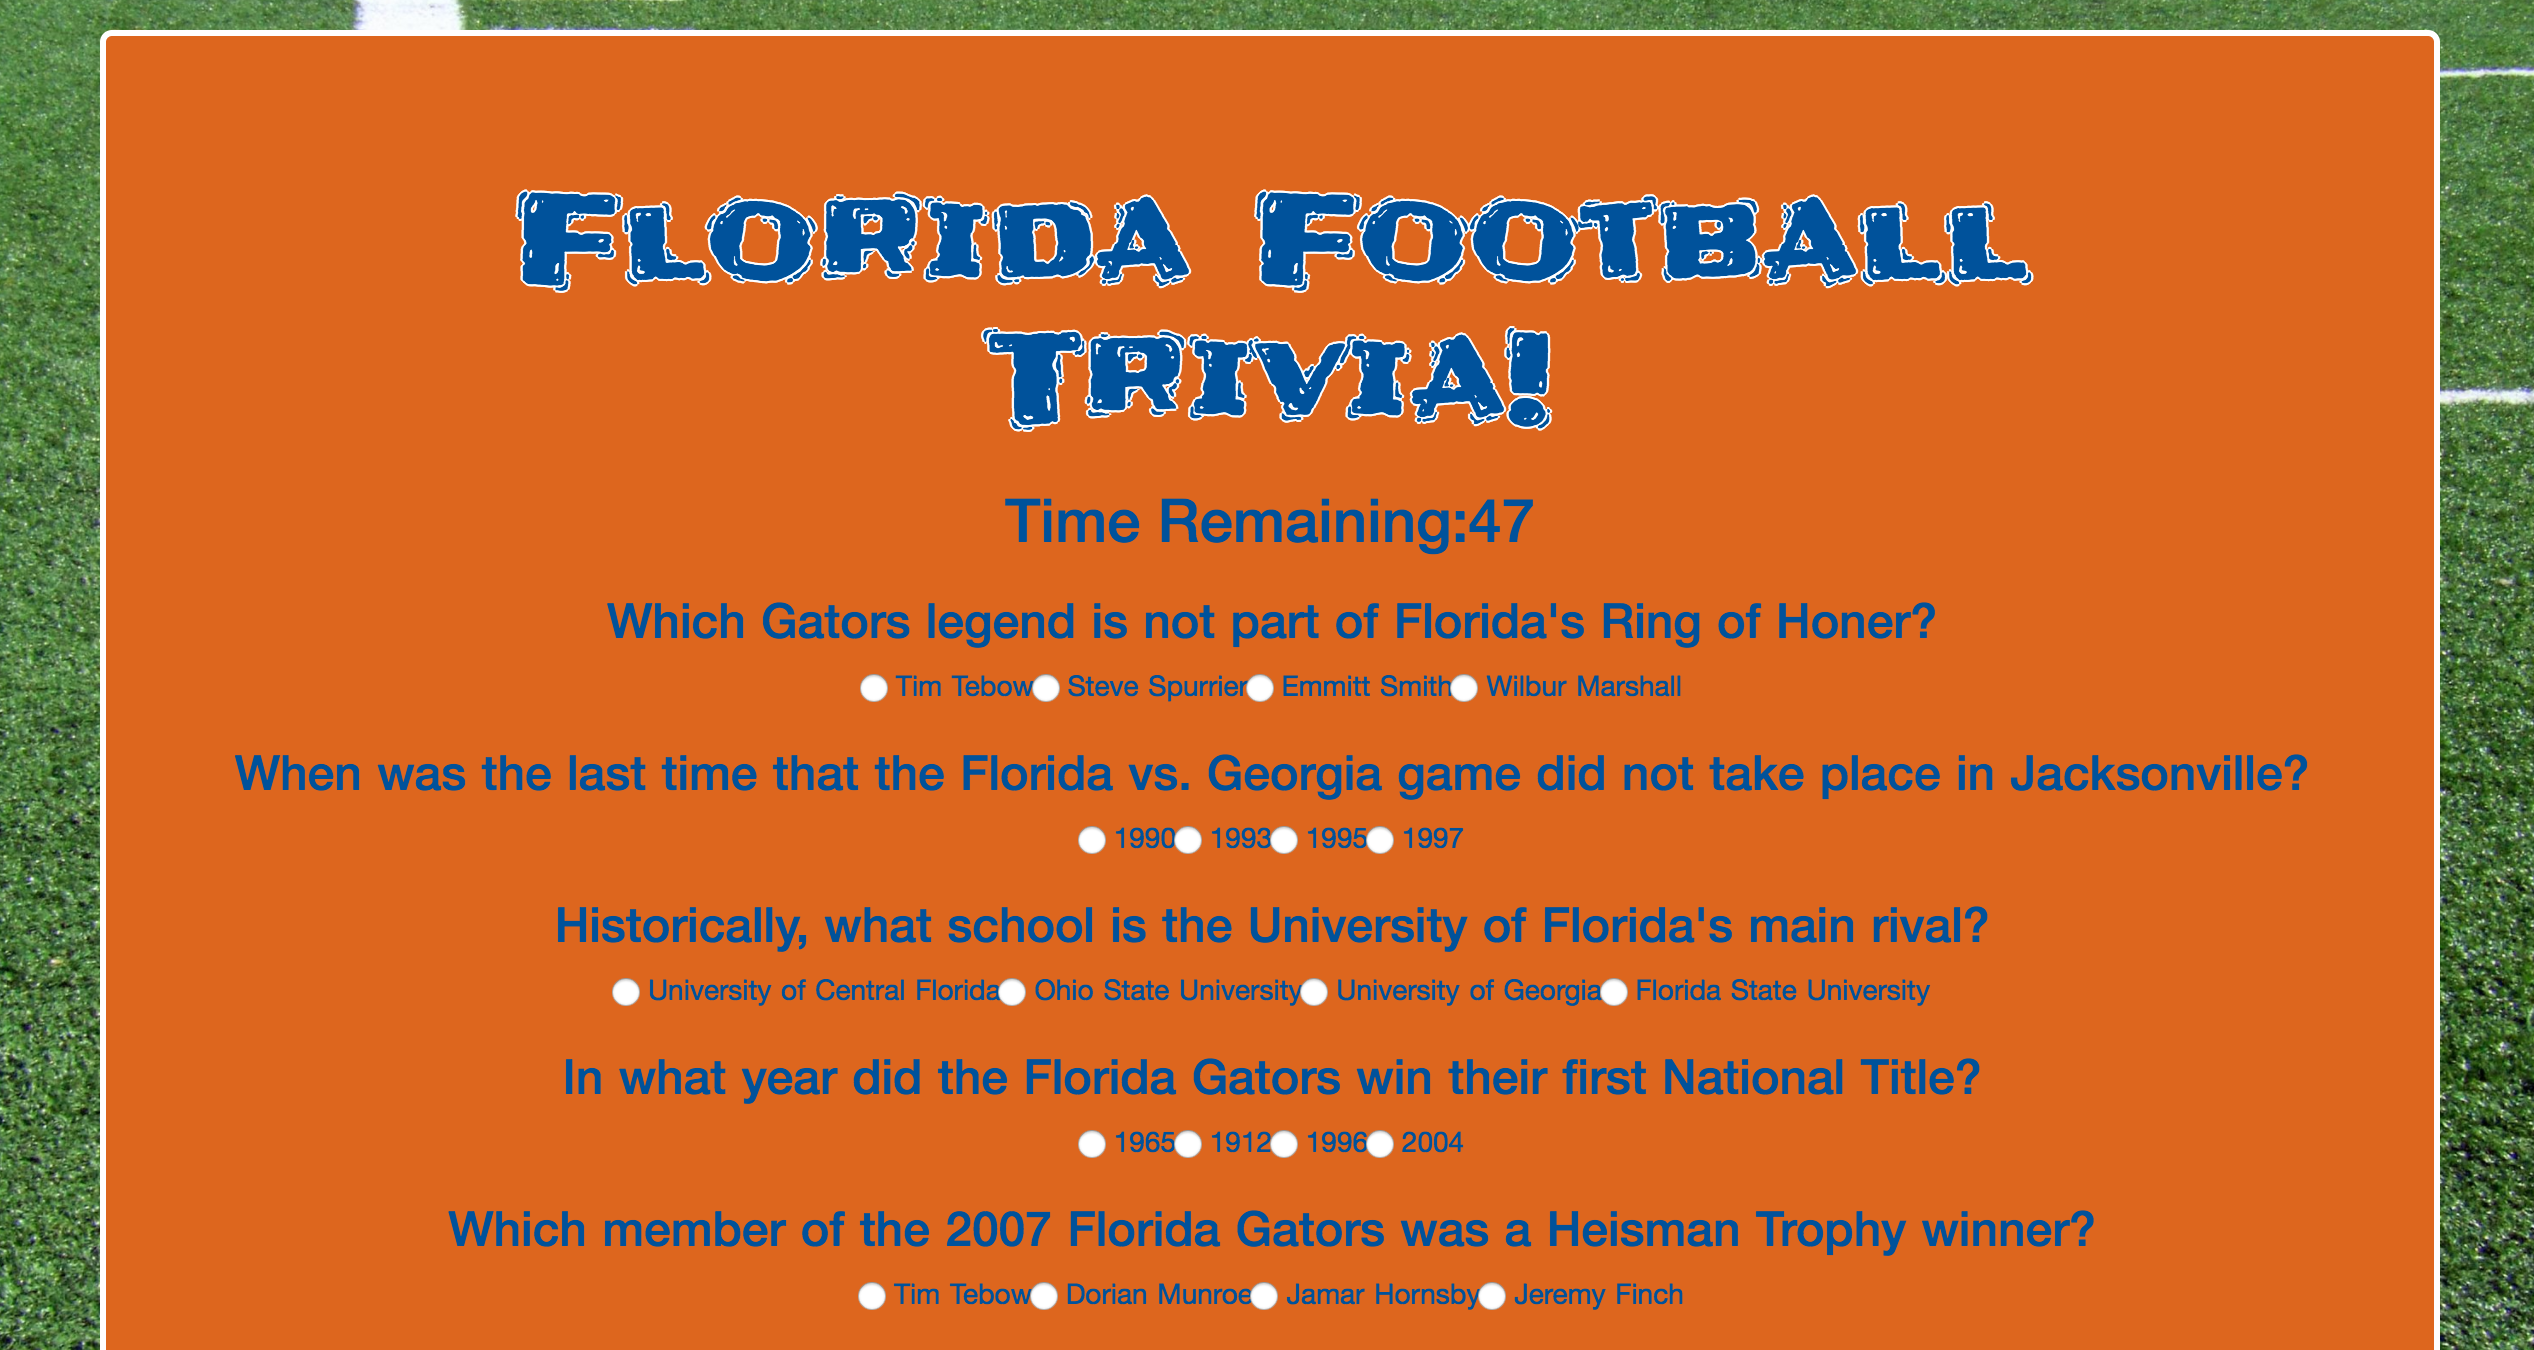 Florida Football
Trivia!
Time Remaining:47
Which Gators legend is not part of Florida's Ring of Honer?
Tim Tebow Steve Spurrier Emmitt Smith Wilbur Marshall
When was the last time that the Florida vs. Georgia game did not take place in Jacksonville?
1990 1993 1995 1997
Historically, what school is the University of Florida's main rival?
University of Central Florida Ohio State University University of Georgia Florida State University
In what year did the Florida Gators win their first National Title?
1965 1912 1996 2004
Which member of the 2007 Florida Gators was a Heisman Trophy winner?
Tim Tebow Dorian Munroe Jamar Hornsby Jeremy Finch